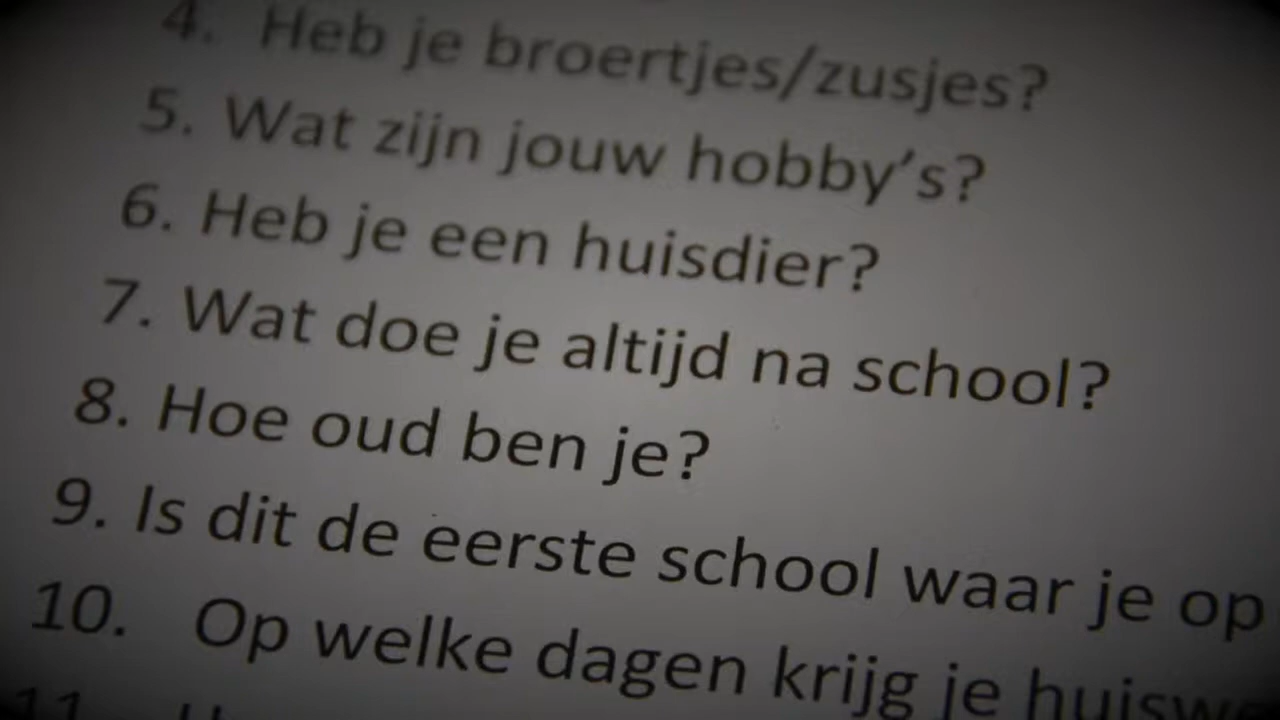 4. Heb je broertjes/zusjes?
5. Wat zijn jouw hobby’s?
6. Heb je een huisdier?
7. Wat doe je altijd na school?
8. Hoe oud ben je?
9. Is dit de eerste school waar je op
10. Op welke dagen krijg je
11.